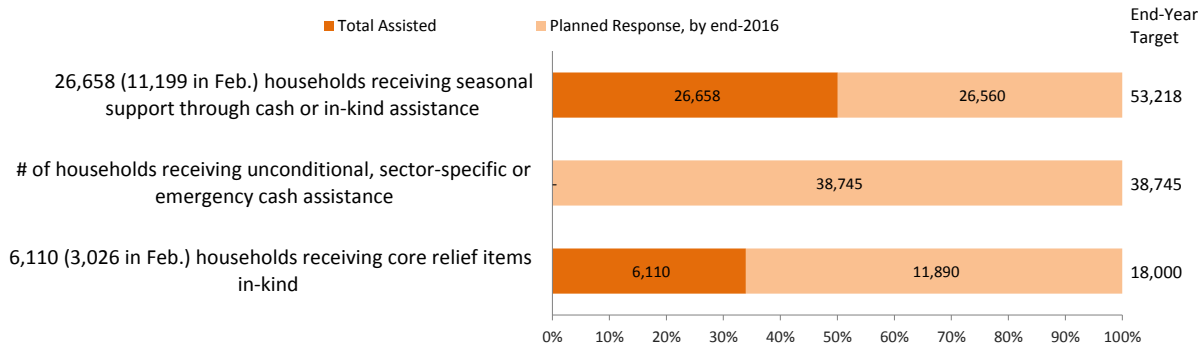 Total Assisted
Planned Response, by end-2016
End-Year
Target
26,658 (11,199 in Feb.) households receiving seasonal
support through cash or in-kind assistance
26,658
26,560
53,218
# of households receiving unconditional, sector-specific or
emergency cash assistance
-
38,745
38,745
6,110 (3,026 in Feb.) households receiving core relief items
in-kind
6,110
11,890
18,000
0% 10% 20% 30% 40% 50% 60% 70% 80% 90% 100%